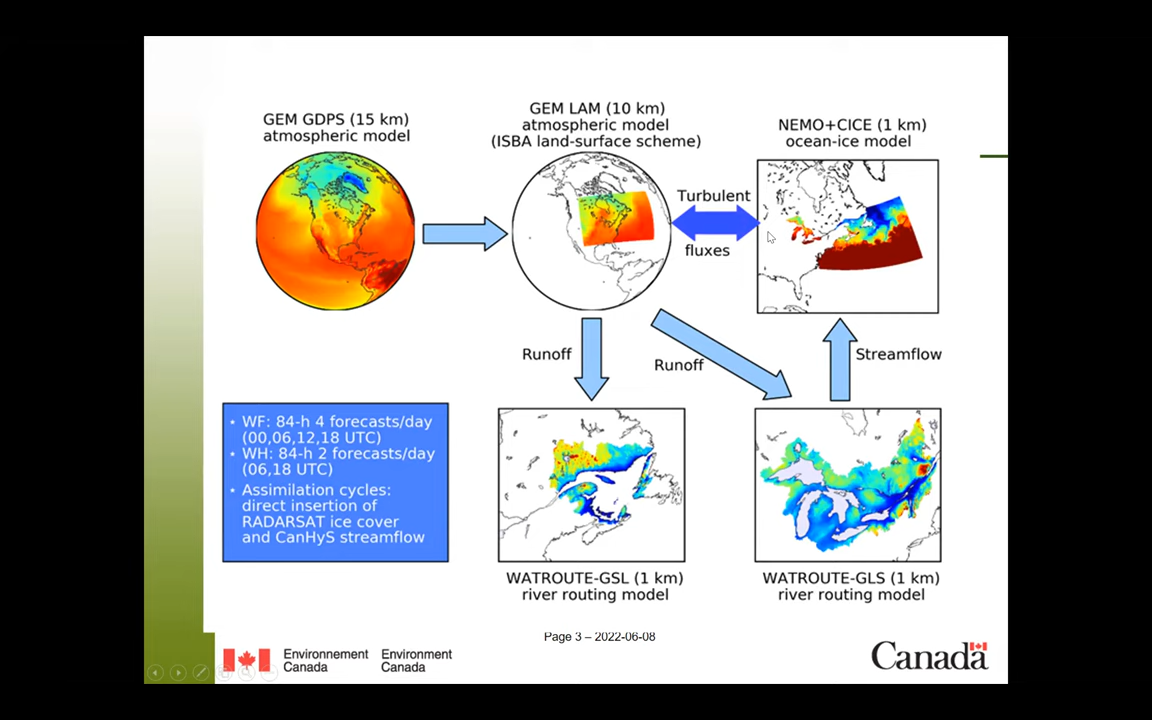 GEM GDPS (15 km)
atmospheric model
GEM LAM (10 km)
atmospheric model
(ISBA land-surface scheme)
NEMO+CICE (1 km)
ocean-ice model
Turbulent
fluxes
Runoff
Runoff
Streamflow
• WF: 84-h 4 forecasts/day
(00,06,12,18 UTC)
• WH: 84-h 2 forecasts/day
(06,18 UTC)
• Assimilation cycles:
direct insertion of
RADARSAT ice cover
and CanHyS streamflow
WATROUTE-GSL (1 km)
river routing model
WATROUTE-GLS (1 km)
river routing model
Page 3 – 2022-06-08
Environnement
Canada
Environment
Canada
Canada